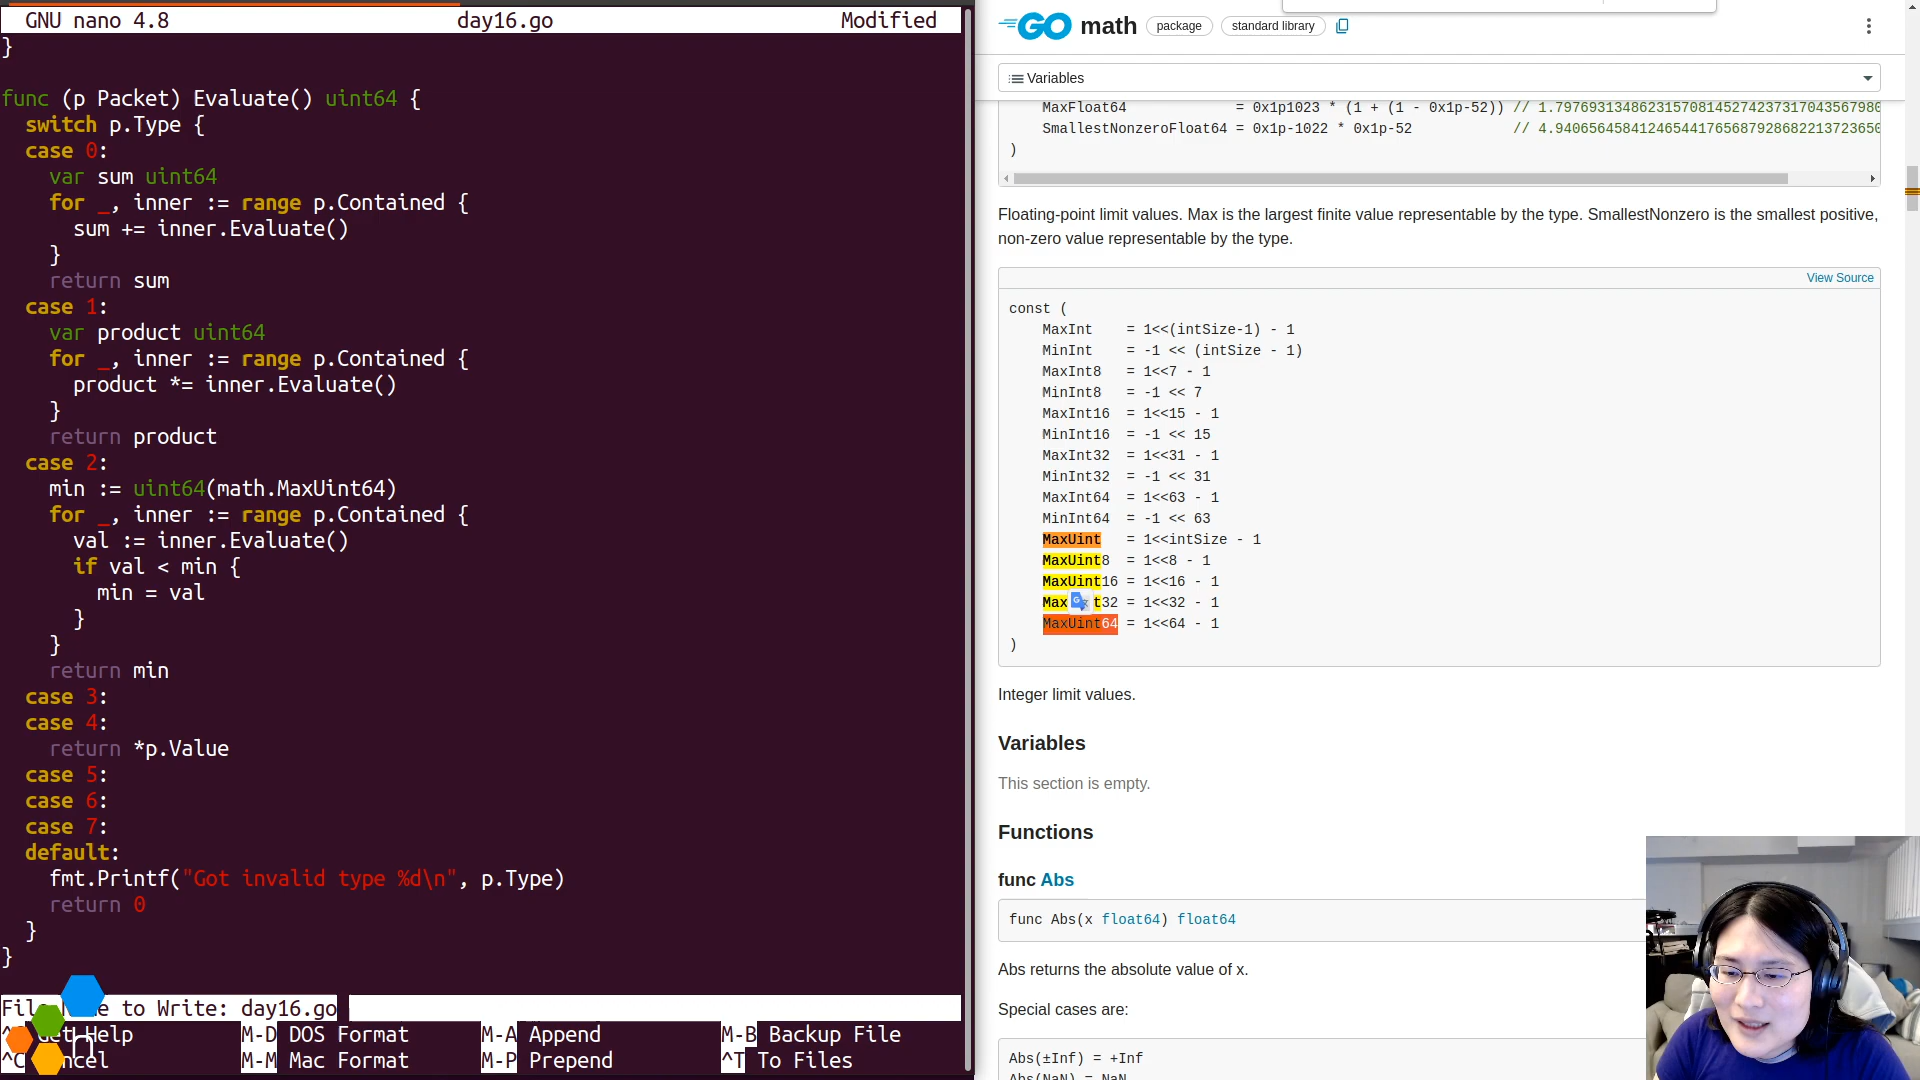 GNU nano 4.8 day16.go Modified
}
func (p Packet) Evaluate() uint64 {
switch p.Type {
case 0:
var sum uint64
for _, inner := range p.Contained {
sum += inner.Evaluate()
}
return sum
case 1:
var product uint64
for _, inner := range p.Contained {
product *= inner.Evaluate()
}
return product
case 2:
min := uint64(math.MaxUint64)
for _, inner := range p.Contained {
val := inner.Evaluate()
if val < min {
min = val
}
}
return min
case 3:
case 4:
return *p.Value
case 5:
case 6:
case 7:
default:
fmt.Printf("Got invalid type %d\n", p.Type)
return 0
}
}
to Write: day16.go
Help M-D DOS Format M-A Append M-B Backup File
^C M-M Mac Format M-P Prepend ^T To Files
GO math package standard library
Variables
MaxFloat64 = 0x1p1023 * (1 + (1 - 0x1p-52)) // 1.79769313486231570814527423731704356798
SmallestNonzeroFloat64 = 0x1p-1022 * 0x1p-52 // 4.940656458412465441765687928682213723650
)
Floating-point limit values. Max is the largest finite value representable by the type. SmallestNonzero is the smallest positive,
non-zero value representable by the type.
View Source
const (
MaxInt = 1<<(intSize-1) - 1
MinInt = -1 << (intSize - 1)
MaxInt8 = 1<<7 - 1
MinInt8 = -1 << 7
MaxInt16 = 1<<15 - 1
MinInt16 = -1 << 15
MaxInt32 = 1<<31 - 1
MinInt32 = -1 << 31
MaxInt64 = 1<<63 - 1
MinInt64 = -1 << 63
MaxUint = 1<<intSize - 1
MaxUint8 = 1<<8 - 1
MaxUint16 = 1<<16 - 1
Max t32 = 1<<32 - 1
MaxUint64 = 1<<64 - 1
)
Integer limit values.
Variables
This section is empty.
Functions
func Abs
func Abs(x float64) float64
Abs returns the absolute value of x.
Special cases are:
Abs(±Inf) = +Inf
Abs(NaN) = NaN